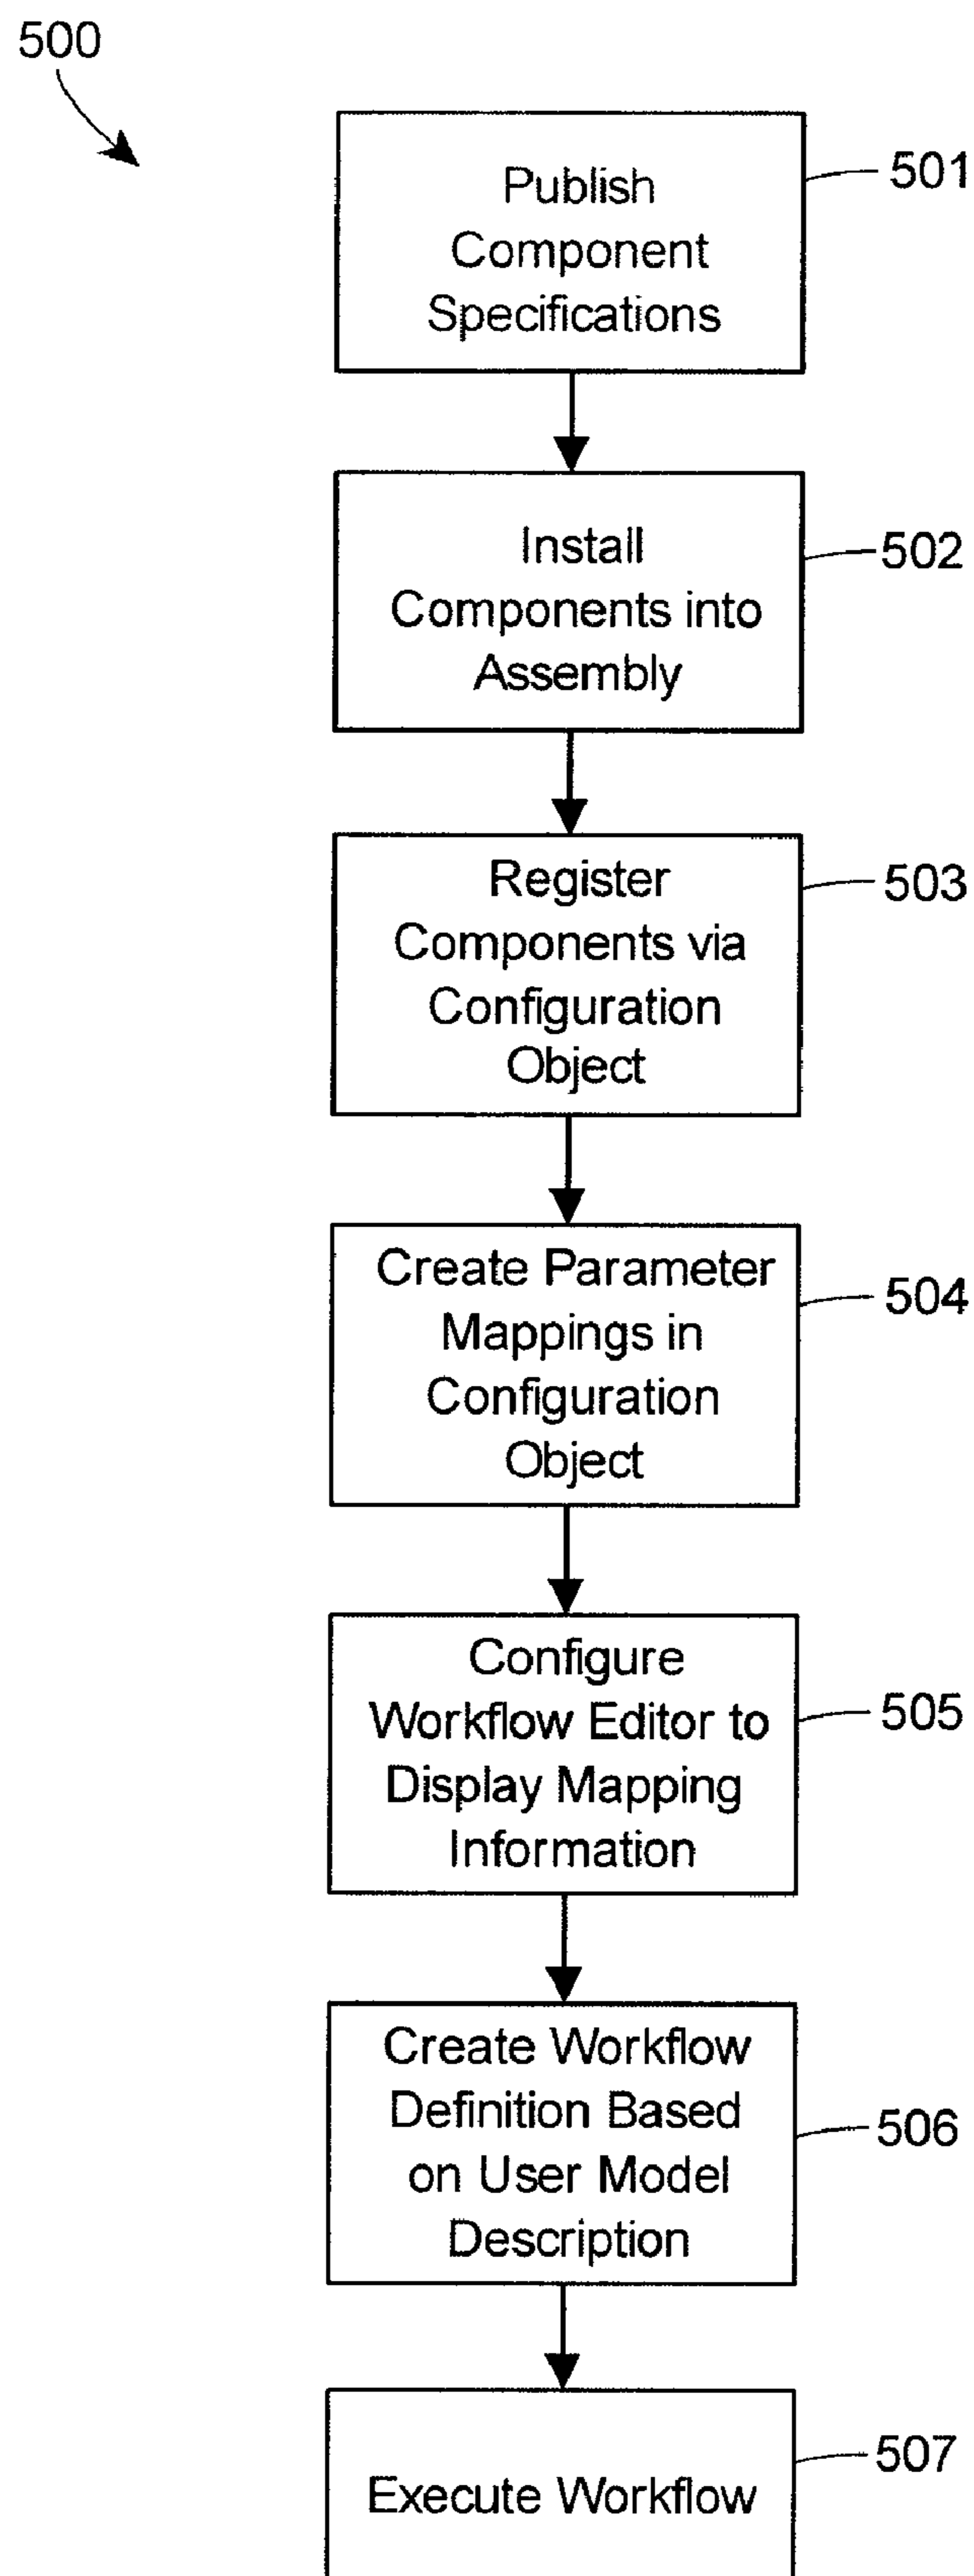 500
Publish
Component
Specifications
501
Install
Components into
Assembly
502
Register
Components via
Configuration
Object
503
Create Parameter
Mappings in
Configuration
Object
504
Configure
Workflow Editor to
Display Mapping
Information
505
Create Workflow
Definition Based
on User Model
Description
506
Execute Workflow
507